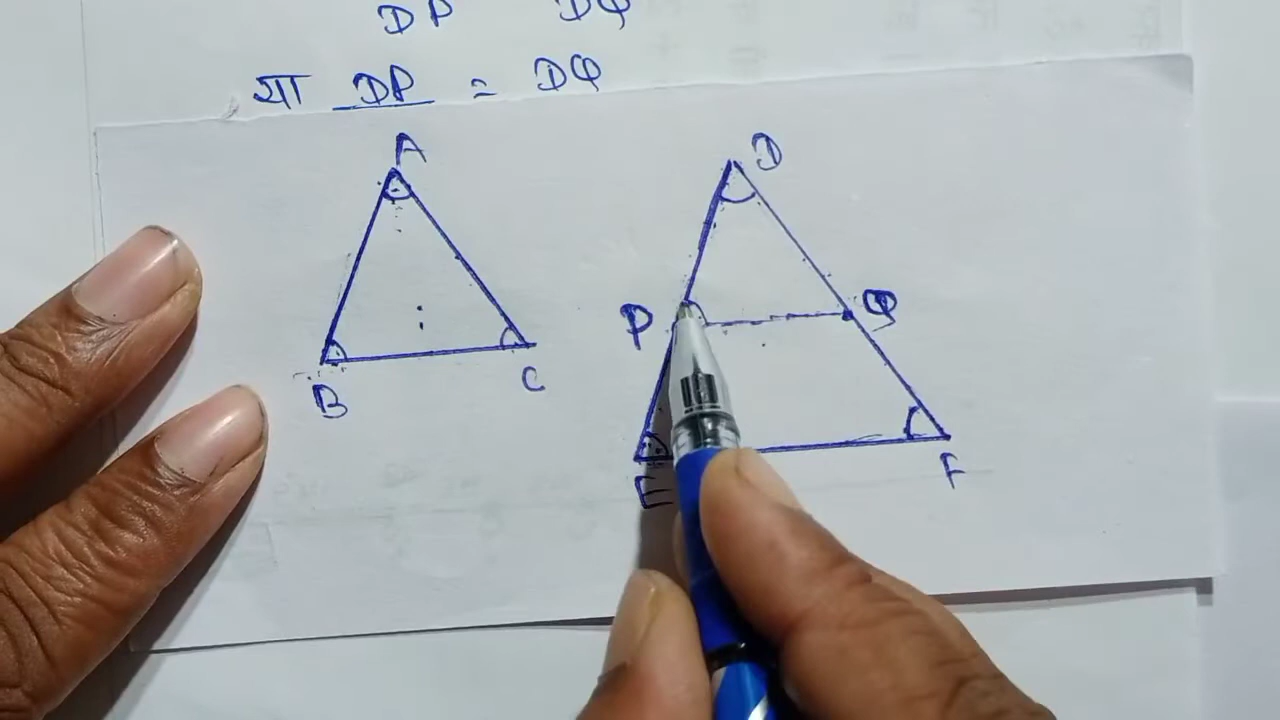 DP DQ
या DP = DQ
A D
P Q
B C
E F